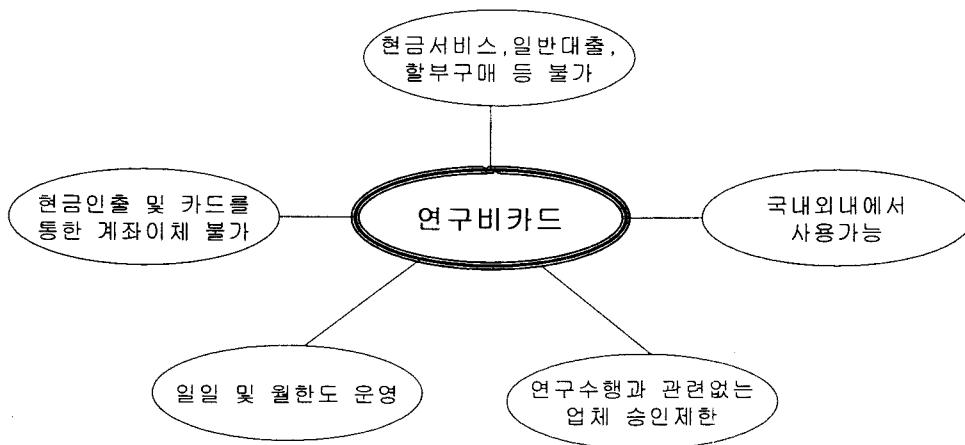 현금서비스,일반대출,
할부구매 등 불가
현금인출 및 카드를
통한 계좌이체 불가
연구비카드
국내외내에서
사용가능
일일 및 월한도 운영
연구수행과 관련없는
업체 승인제한